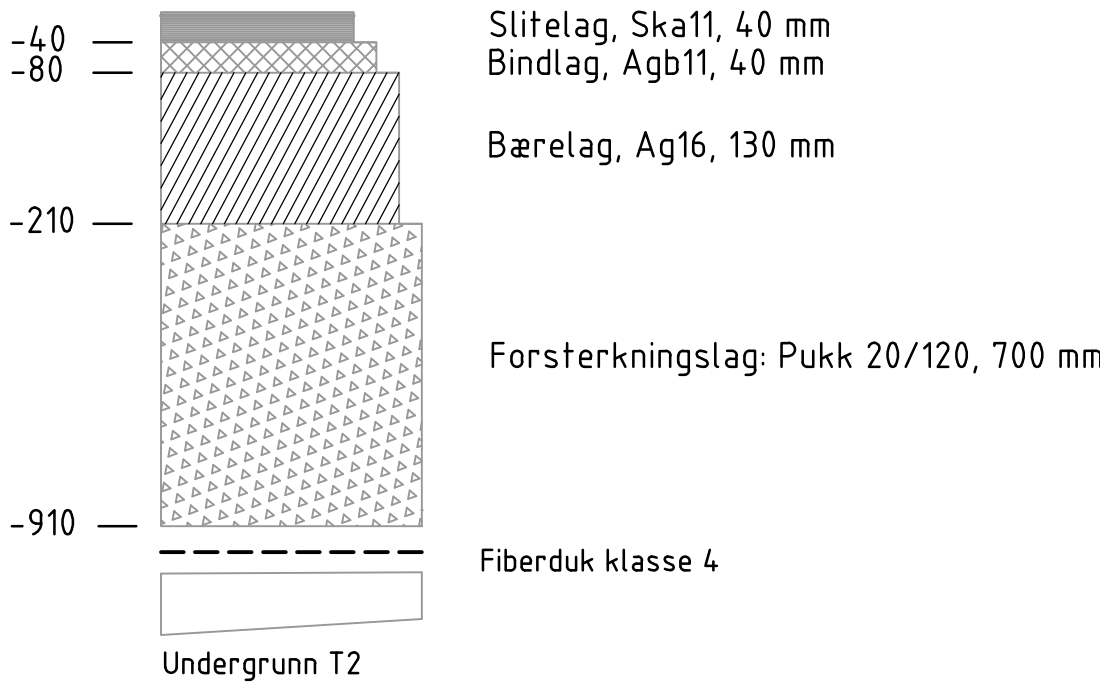 Slitelag, Ska11, 40 mm
-40
Bindlag, Agb11, 40 mm
-80
Bærelag, Ag16, 130 mm
-210
Forsterkningslag: Pukk 20/120, 700 mm
-910
Fiberduk klasse 4
Undergrunn T2